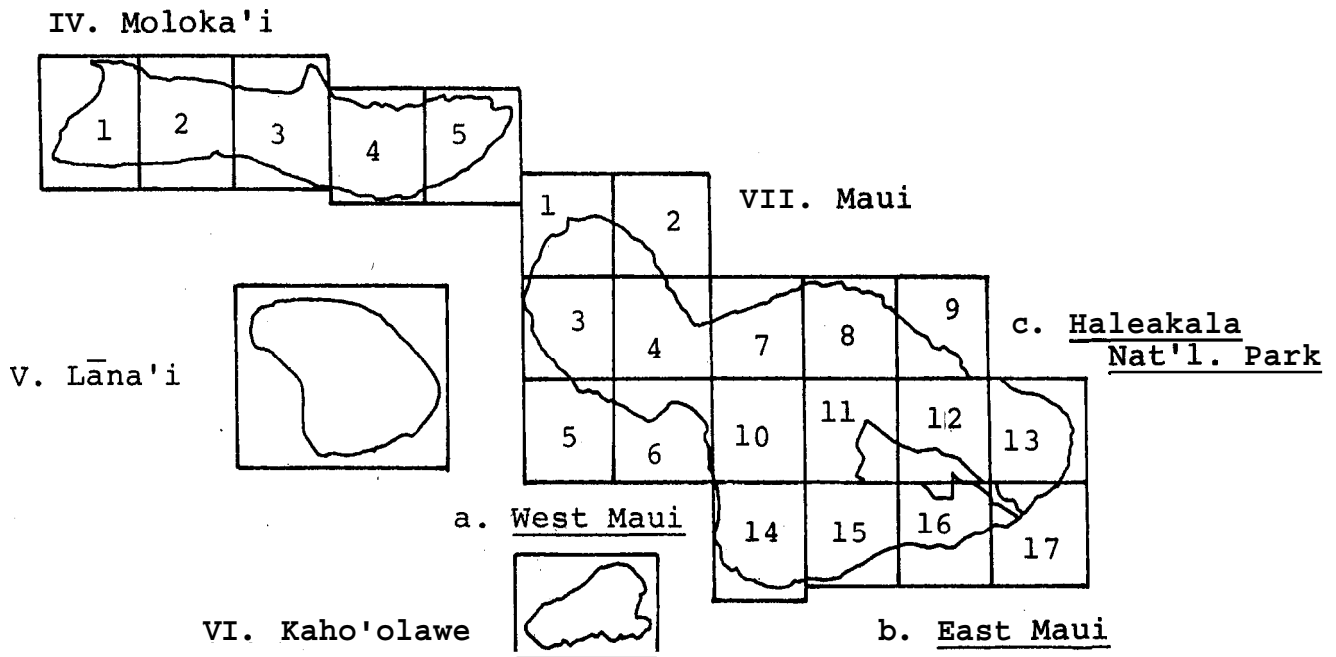 IV. Moloka'i
1 2 3 4 5
1 2
VII. Maui
3 4 7 8 9
c. Haleakala
Nat'l. Park
V. Lāna'i
5 6 10 11 12 13
a. West Maui
14 15 16 17
VI. Kaho'olawe
b. East Maui